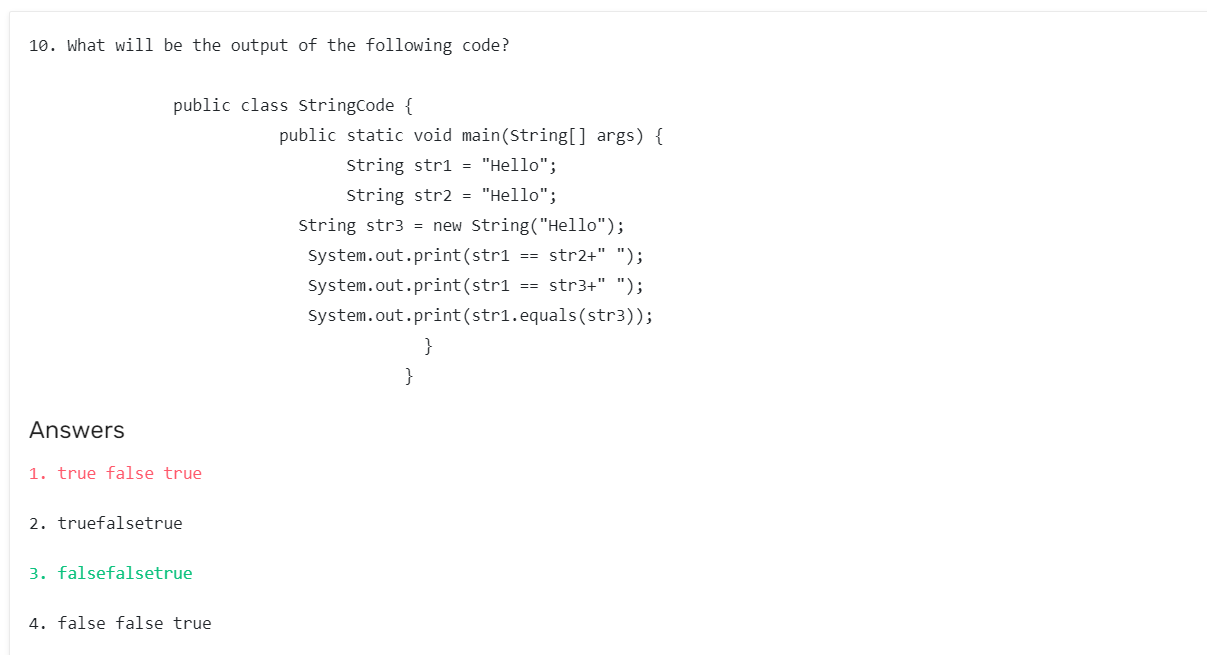 10. What will be the output of the following code?
public class StringCode {
public static void main(String[] args) {
String str1 = "Hello";
String str2 = "Hello";
String str3 = new String("Hello");
System.out.print(str1 == str2+" ");
System.out.print(str1 == str3+" ");
System.out.print(str1.equals(str3));
}
}
Answers
1. true false true
2. truefalsetrue
3. falsefalsetrue
4. false false true